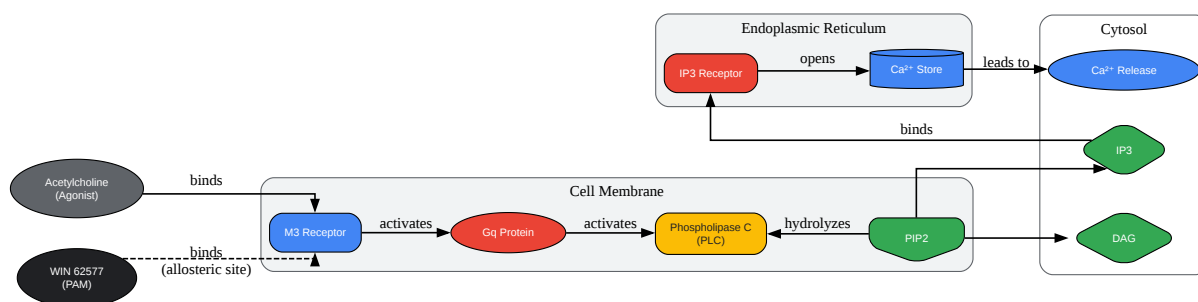 Endoplasmic Reticulum
Cytosol
IP3 Receptor
opens
Ca²⁺ Store
leads to
Ca²⁺ Release
binds
IP3
Acetylcholine
(Agonist)
binds
Cell Membrane
M3 Receptor
activates
Gq Protein
activates
Phospholipase C
(PLC)
hydrolyzes
PIP2
DAG
WIN 62577
(PAM)
binds
(allosteric site)